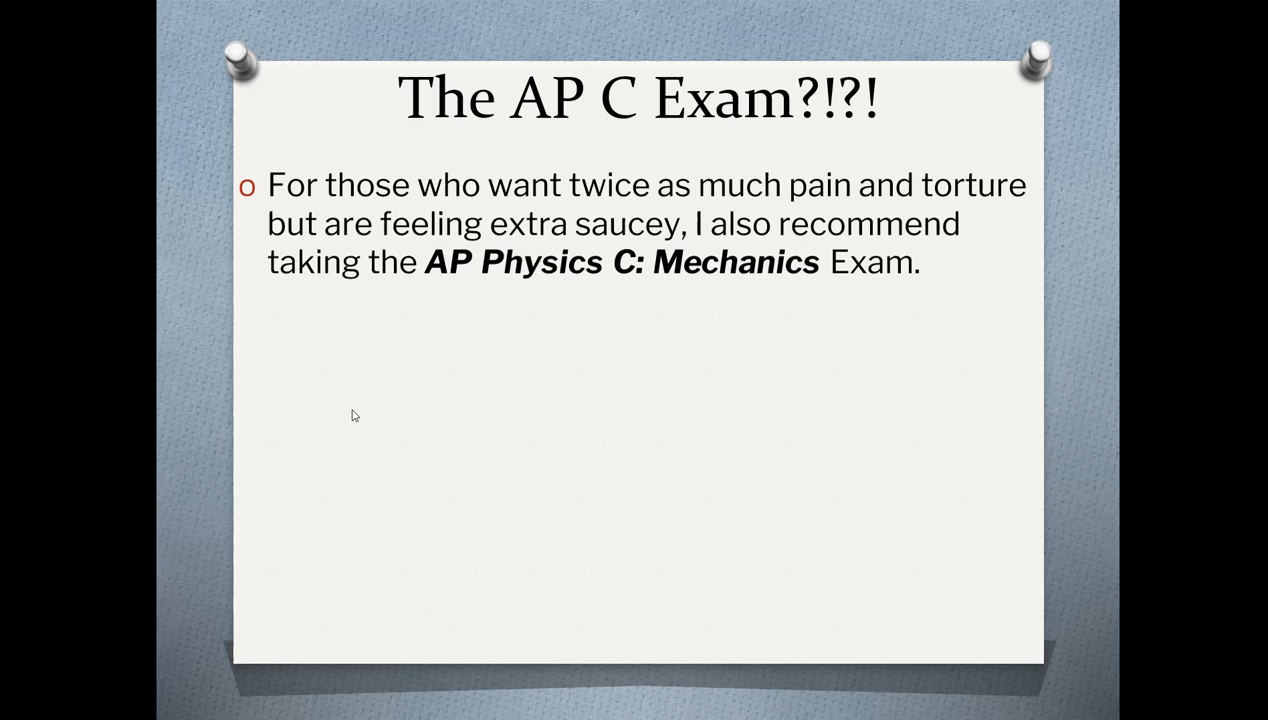 The AP C Exam?!?!
o For those who want twice as much pain and torture
but are feeling extra saucey, I also recommend
taking the AP Physics C: Mechanics Exam.